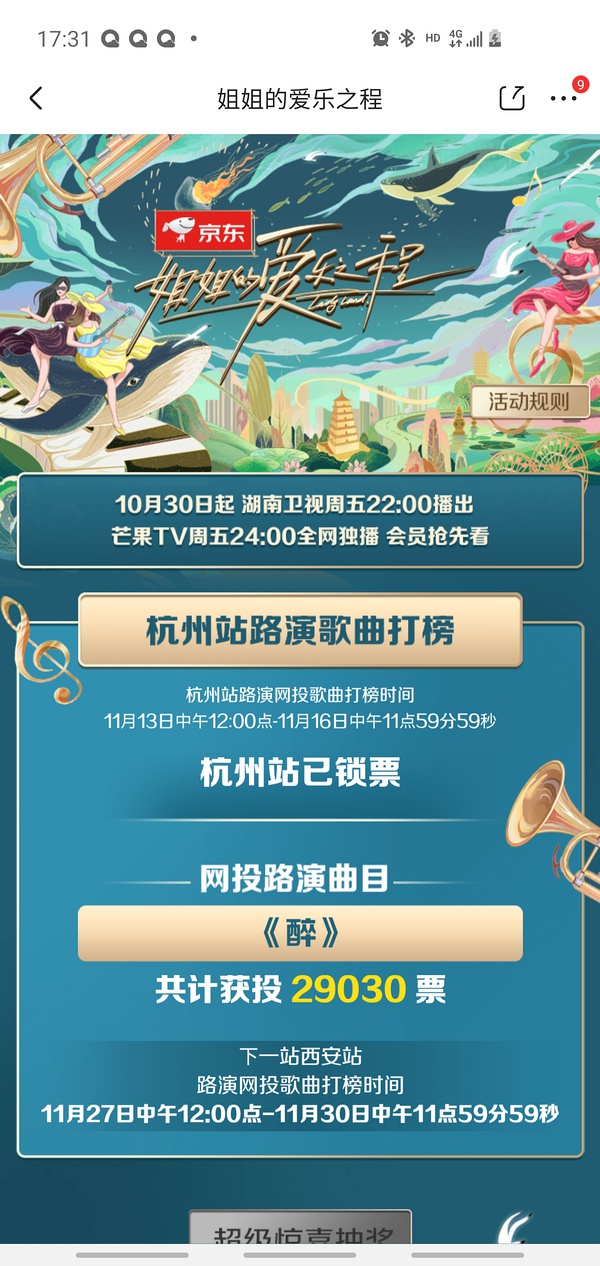 17:31
HD 4G
姐姐的爱乐之程
9
京东
姐姐的爱乐之程
Lady Land
活动规则
10月30日起 湖南卫视周五22:00播出
芒果TV周五24:00全网独播 会员抢先看
杭州站路演歌曲打榜
杭州站路演网投歌曲打榜时间
11月13日中午12:00点-11月16日中午11点59分59秒
杭州站已锁票
网投路演曲目
《醉》
共计获投 29030 票
下一站西安站
路演网投歌曲打榜时间
11月27日中午12:00点-11月30日中午11点59分59秒
超级惊喜抽奖